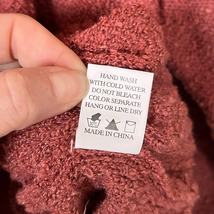 HAND WASH
WITH COLD WATER
DO NOT BLEACH
COLOR SEPARATE
HANG OR LINE DRY
MADE IN CHINA